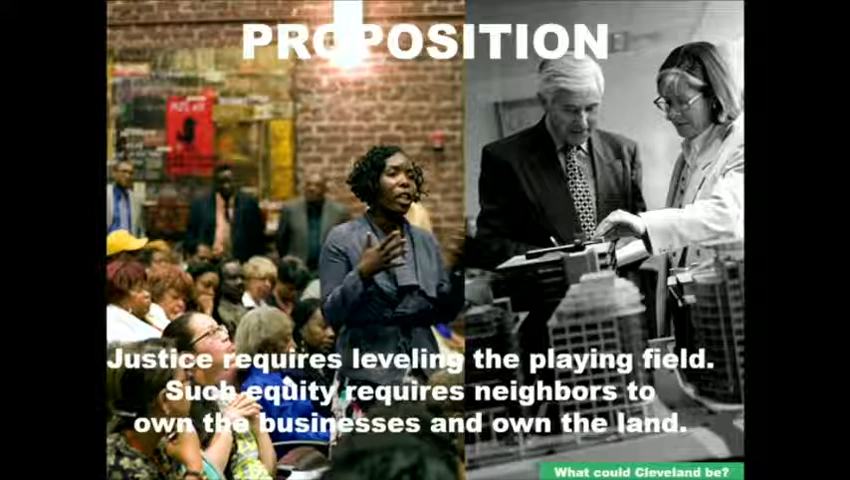 PROPOSITION
Justice requires leveling the playing field.
Such equity requires neighbors to
own the businesses and own the land.
What could Cleveland be?